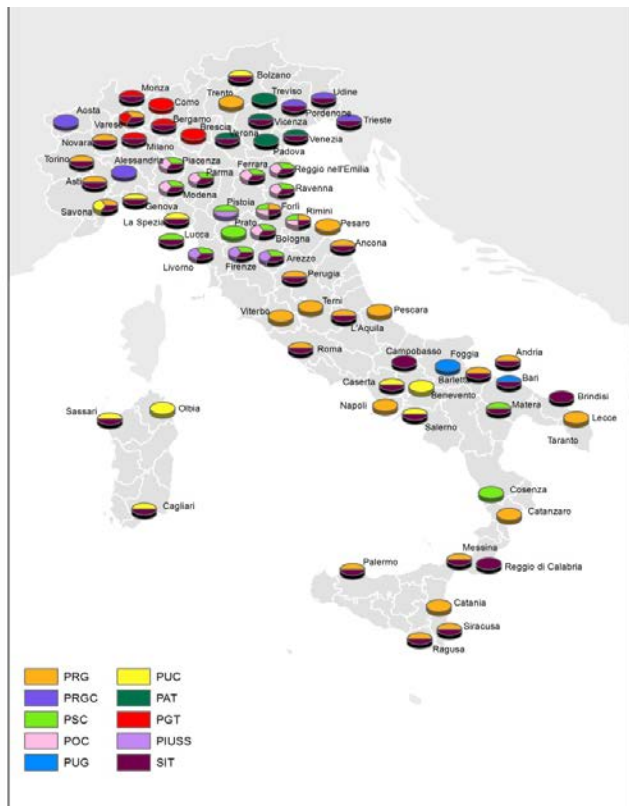 Bolzano
Monza
Como
Trento
Treviso
Udine
Pordenone
Aosta
Varese
Bergamo
Brescia
Vicenza
Trieste
Novara
Milano
Verona
Venezia
Padova
Torino
Alessandria
Piacenza
Ferrara
Reggio nell'Emilia
Parma
Asti
Modena
Ravenna
Savona
Genova
Pistoia
Forlì
Rimini
La Spezia
Prato
Pesaro
Lucca
Bologna
Ancona
Livorno
Firenze
Arezzo
Perugia
Viterbo
Terni
Pescara
L'Aquila
Roma
Campobasso
Foggia
Andria
Caserta
Barletta
Bari
Benevento
Brindisi
Sassari
Olbia
Napoli
Salerno
Matera
Lecce
Taranto
Cosenza
Cagliari
Catanzaro
Messina
Palermo
Reggio di Calabria
Catania
Siracusa
Ragusa
PRG PUC
PRGC PAT
PSC PGT
POC PIUSS
PUG SIT